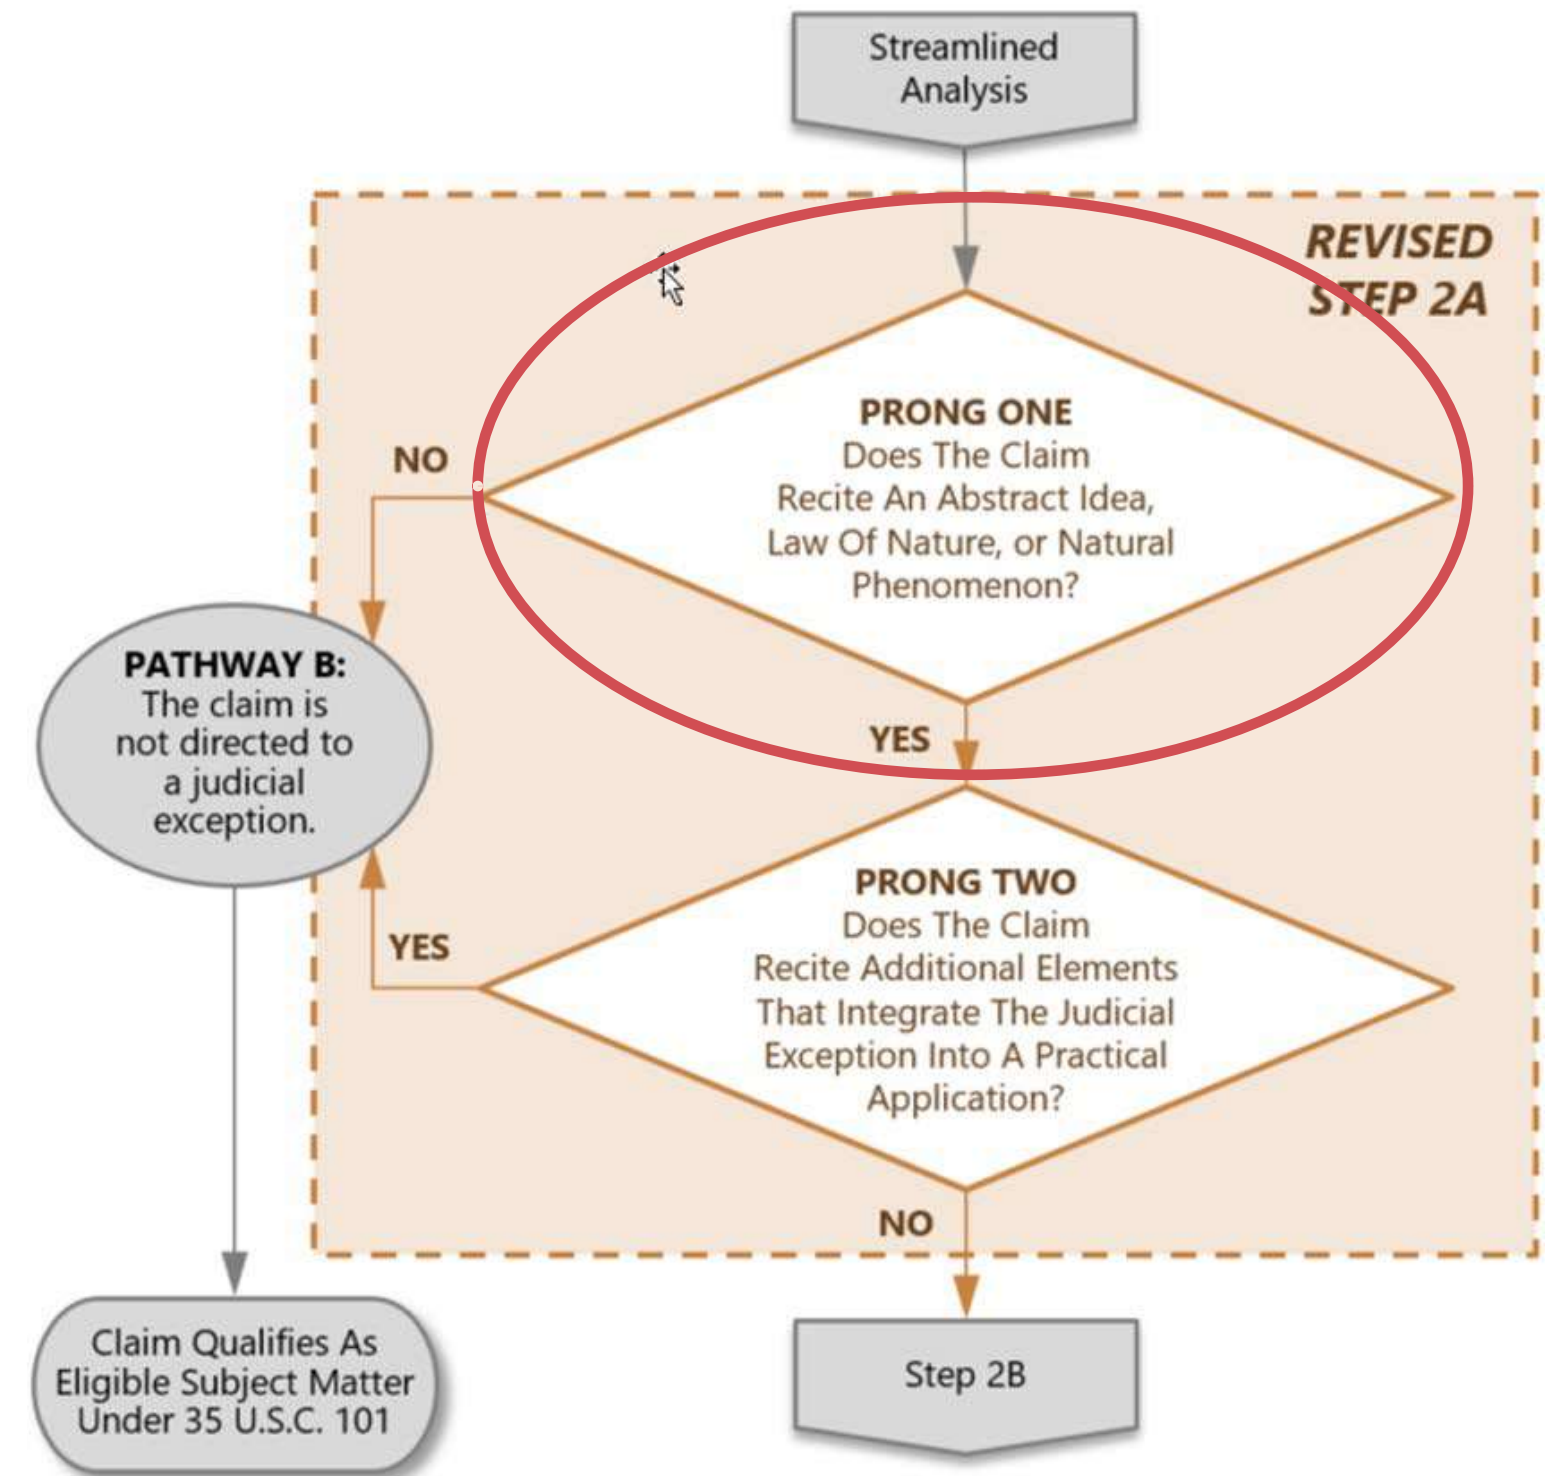 Streamlined
Analysis
REVISED
STEP 2A
PRONG ONE
Does The Claim
Recite An Abstract Idea,
Law Of Nature, or Natural
Phenomenon?
NO
YES
PATHWAY B:
The claim is
not directed to
a judicial
exception.
PRONG TWO
Does The Claim
Recite Additional Elements
That Integrate The Judicial
Exception Into A Practical
Application?
YES
NO
Claim Qualifies As
Eligible Subject Matter
Under 35 U.S.C. 101
Step 2B